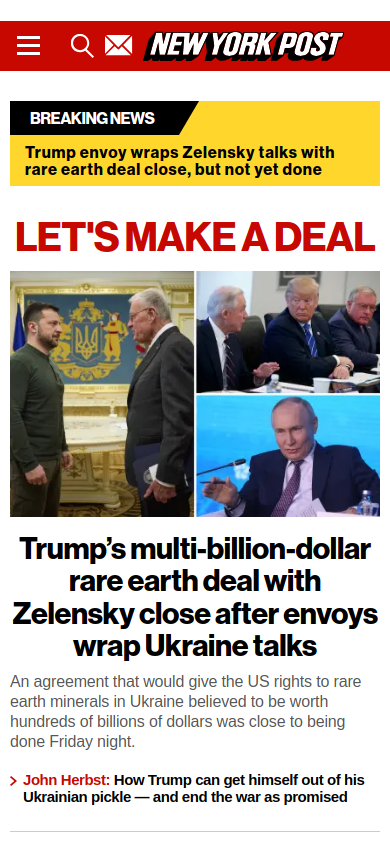 NEW YORK POST
BREAKING NEWS
Trump envoy wraps Zelensky talks with
rare earth deal close, but not yet done
LET'S MAKE A DEAL
Trump’s multi-billion-dollar
rare earth deal with
Zelensky close after envoys
wrap Ukraine talks
An agreement that would give the US rights to rare
earth minerals in Ukraine believed to be worth
hundreds of billions of dollars was close to being
done Friday night.
John Herbst: How Trump can get himself out of his
Ukrainian pickle — and end the war as promised